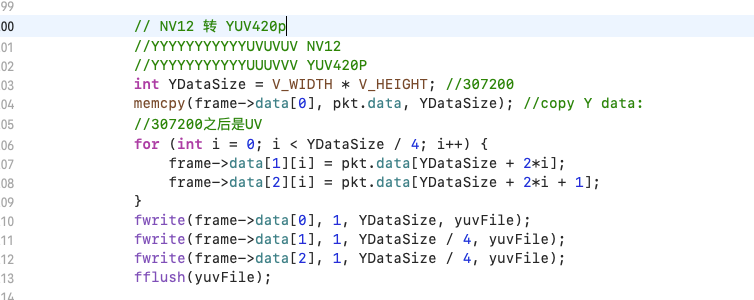 99
00 // NV12 转 YUV420p
01 //YYYYYYYYYYYUVUVUV NV12
02 //YYYYYYYYYYYUUUVVV YUV420P
03 int YDataSize = V_WIDTH * V_HEIGHT; //307200
04 memcpy(frame->data[0], pkt.data, YDataSize); //copy Y data:
05 //307200之后是UV
06 for (int i = 0; i < YDataSize / 4; i++) {
07 frame->data[1][i] = pkt.data[YDataSize + 2*i];
08 frame->data[2][i] = pkt.data[YDataSize + 2*i + 1];
09 }
10 fwrite(frame->data[0], 1, YDataSize, yuvFile);
11 fwrite(frame->data[1], 1, YDataSize / 4, yuvFile);
12 fwrite(frame->data[2], 1, YDataSize / 4, yuvFile);
13 fflush(yuvFile);
14